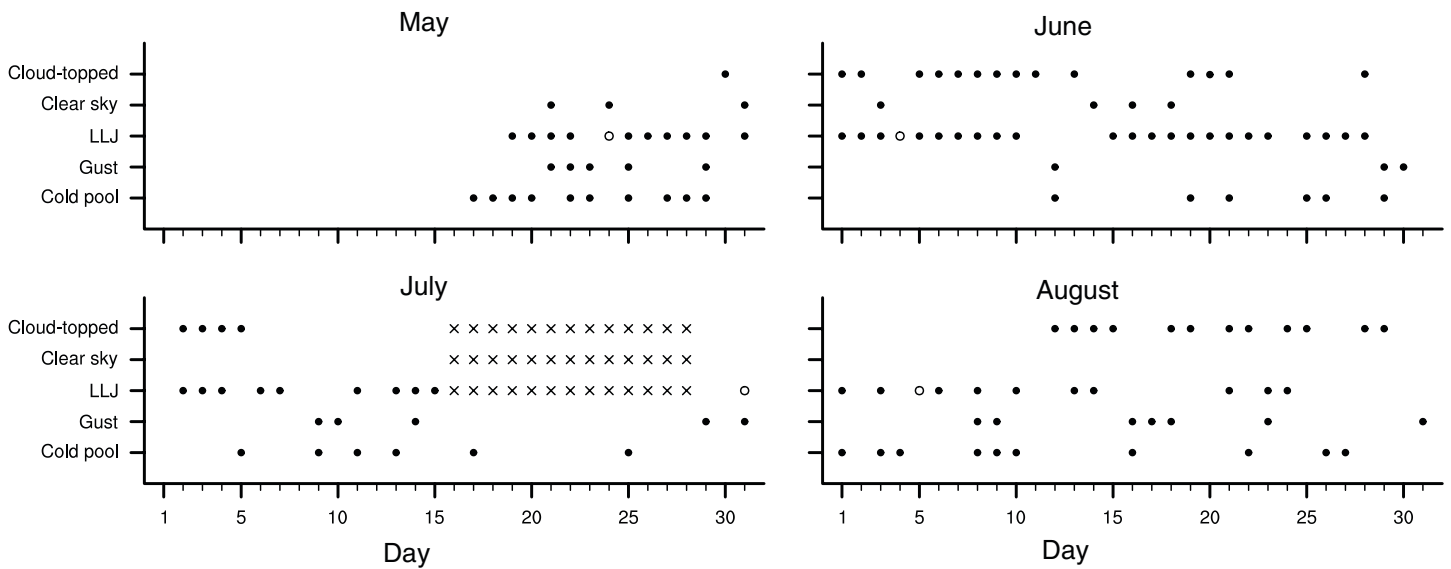 May
June
Cloud-topped
Clear sky
LLJ
Gust
Cold pool
July
August
Cloud-topped
Clear sky
LLJ
Gust
Cold pool
1 5 10 15 20 25 30
1 5 10 15 20 25 30
Day
Day